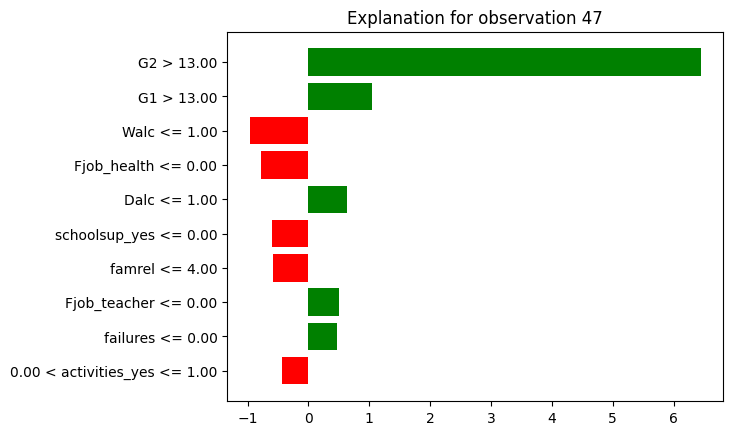 Explanation for observation 47
G2 > 13.00
G1 > 13.00
Walc <= 1.00
Fjob_health <= 0.00
Dalc <= 1.00
schoolsup_yes <= 0.00
famrel <= 4.00
Fjob_teacher <= 0.00
failures <= 0.00
0.00 < activities_yes <= 1.00
−1 0 1 2 3 4 5 6